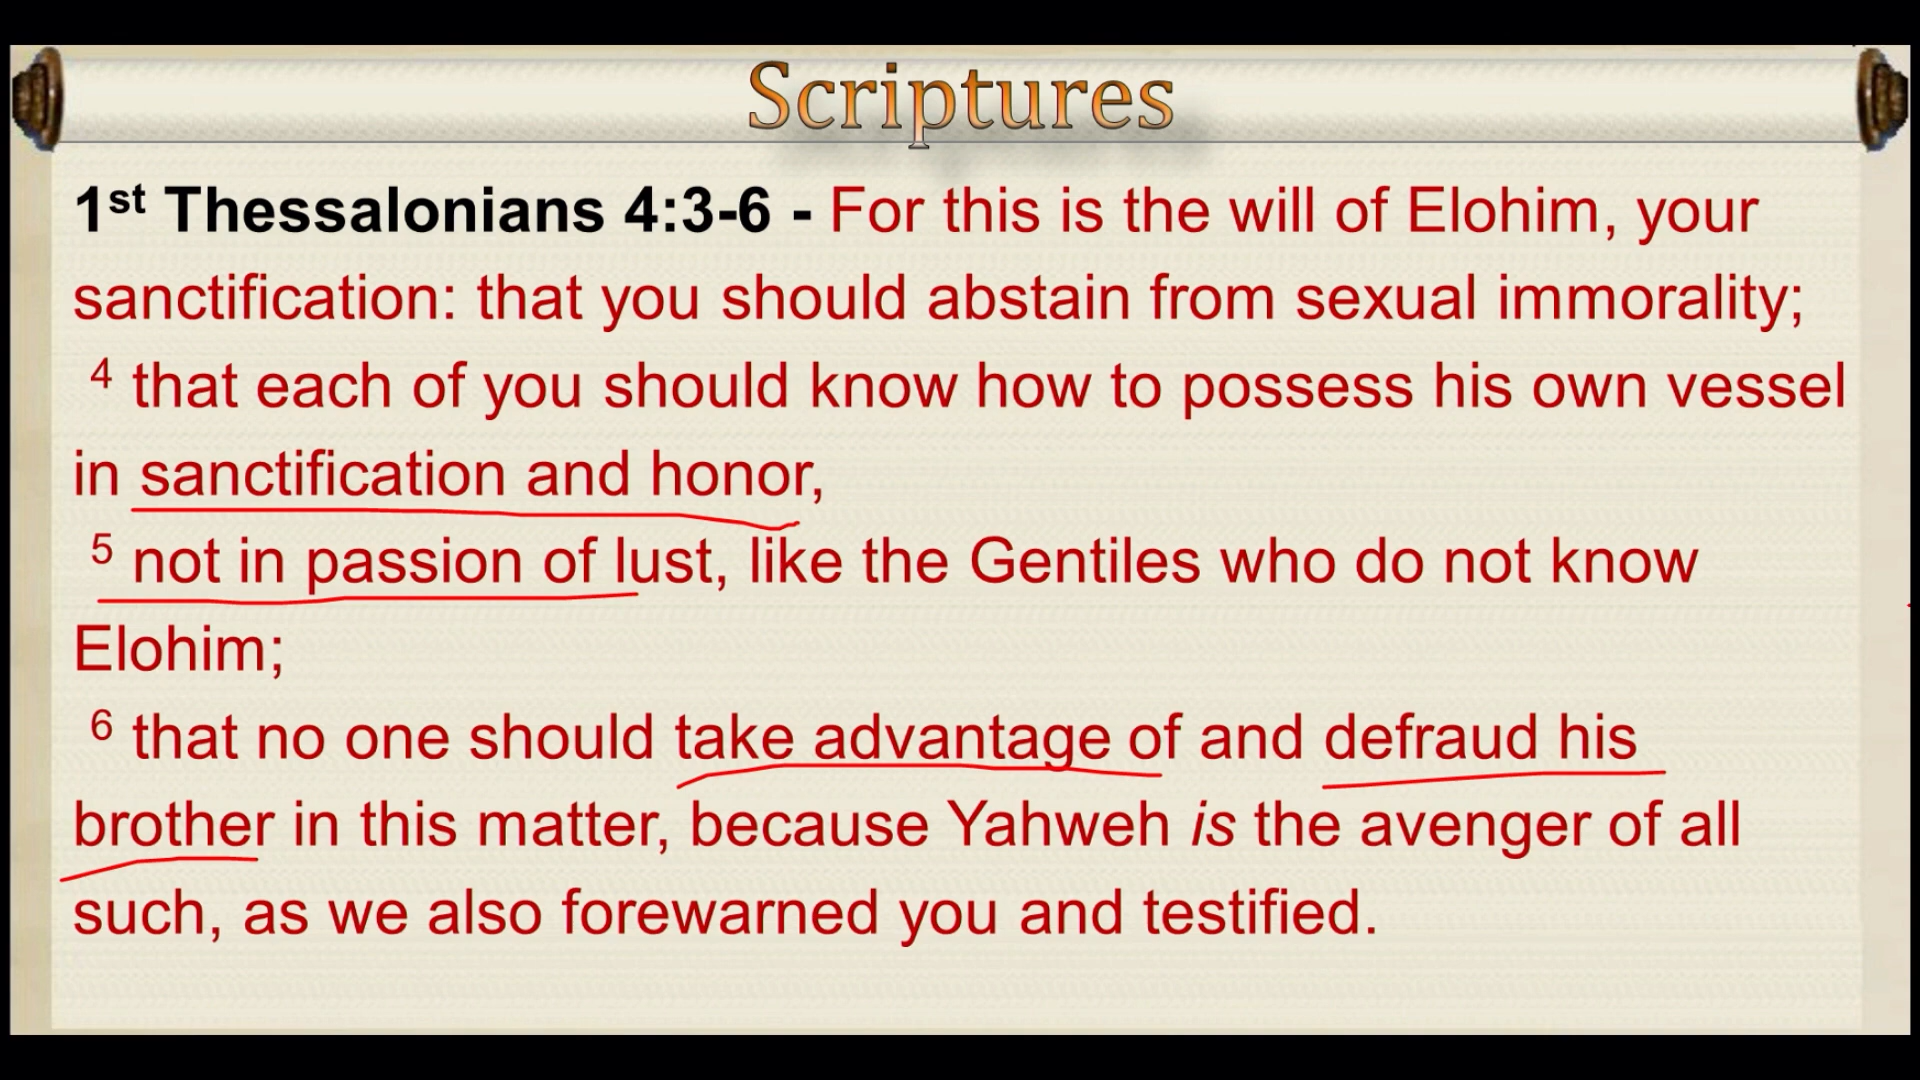 Scriptures
1st Thessalonians 4:3-6 - For this is the will of Elohim, your
sanctification: that you should abstain from sexual immorality;
4 that each of you should know how to possess his own vessel
in sanctification and honor,
5 not in passion of lust, like the Gentiles who do not know
Elohim;
6 that no one should take advantage of and defraud his
brother in this matter, because Yahweh is the avenger of all
such, as we also forewarned you and testified.